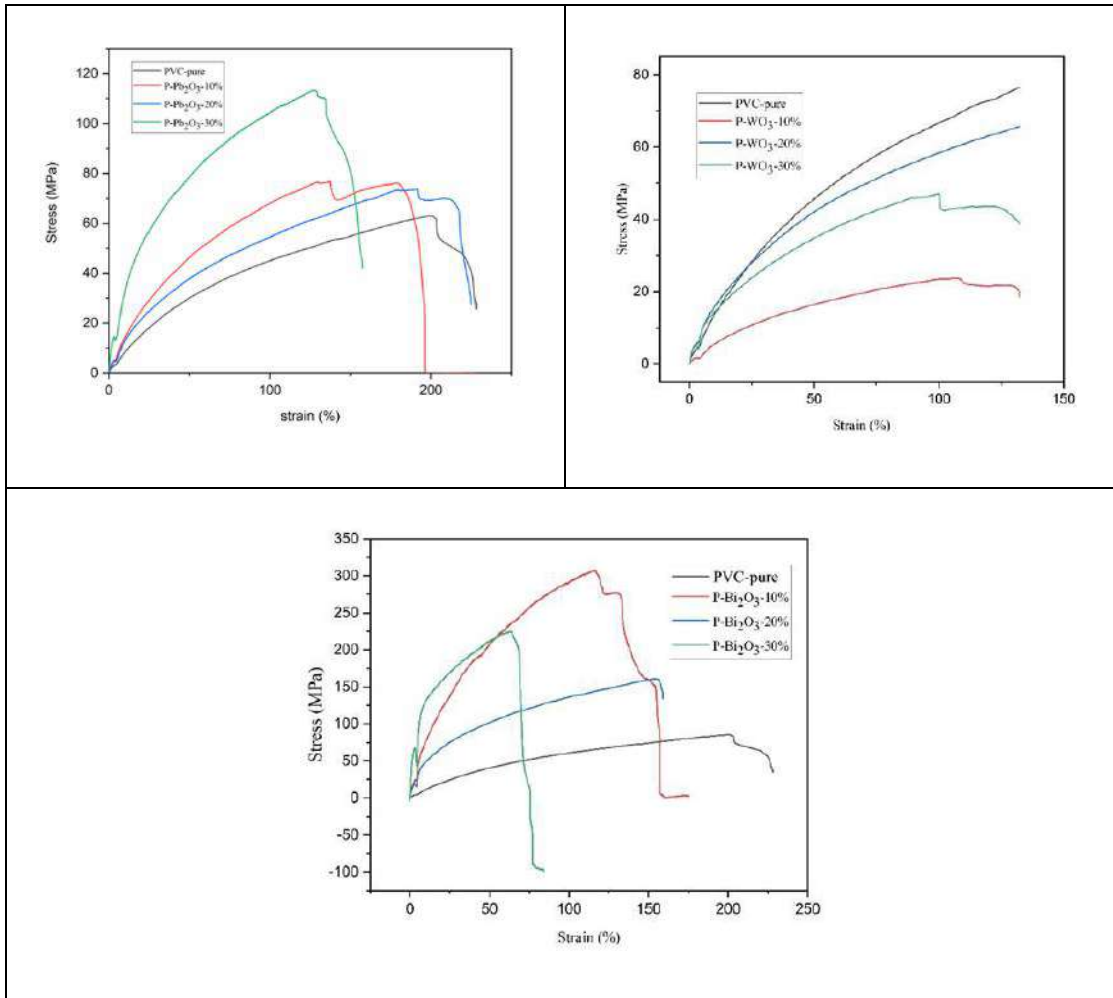 120
100
80
60
40
20
0
Stress (MPa)
PVC-pure
P-Pb₂O₃-10%
P-Pb₂O₃-20%
P-Pb₂O₃-30%
0
100
200
strain (%)
80
60
40
20
0
Stress (MPa)
PVC-pure
P-WO₃-10%
P-WO₃-20%
P-WO₃-30%
0
50
100
150
Strain (%)
350
300
250
200
150
100
50
0
-50
-100
Stress (MPa)
PVC-pure
P-Bi₂O₃-10%
P-Bi₂O₃-20%
P-Bi₂O₃-30%
0
50
100
150
200
250
Strain (%)